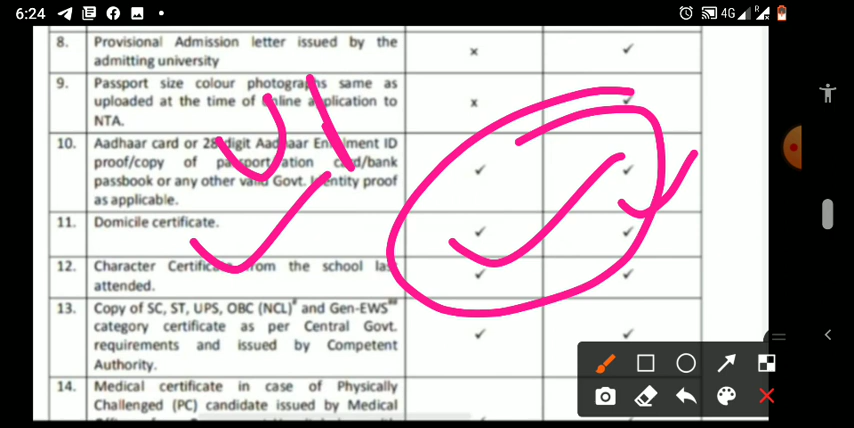 6:24
4G
R
8. Provisional Admission letter issued by the x ✓
admitting university
9. Passport size colour photographs same as x ✓
uploaded at the time of Online application to
NTA.
10. Aadhaar card or 28 digit Aadhaar Enrolment ID
proof/copy of card/bank ✓ ✓
passbook or any other valid Govt. Identity proof
as applicable.
11. Domicile certificate. ✓ ✓
12. Character Certificate from the school last ✓ ✓
attended.
13. Copy of SC, ST, UPS, OBC (NCL)# and Gen-EWS##
category certificate as per Central Govt. ✓ ✓
requirements and issued by Competent
Authority.
14. Medical certificate in case of Physically
Challenged (PC) candidate issued by Medical